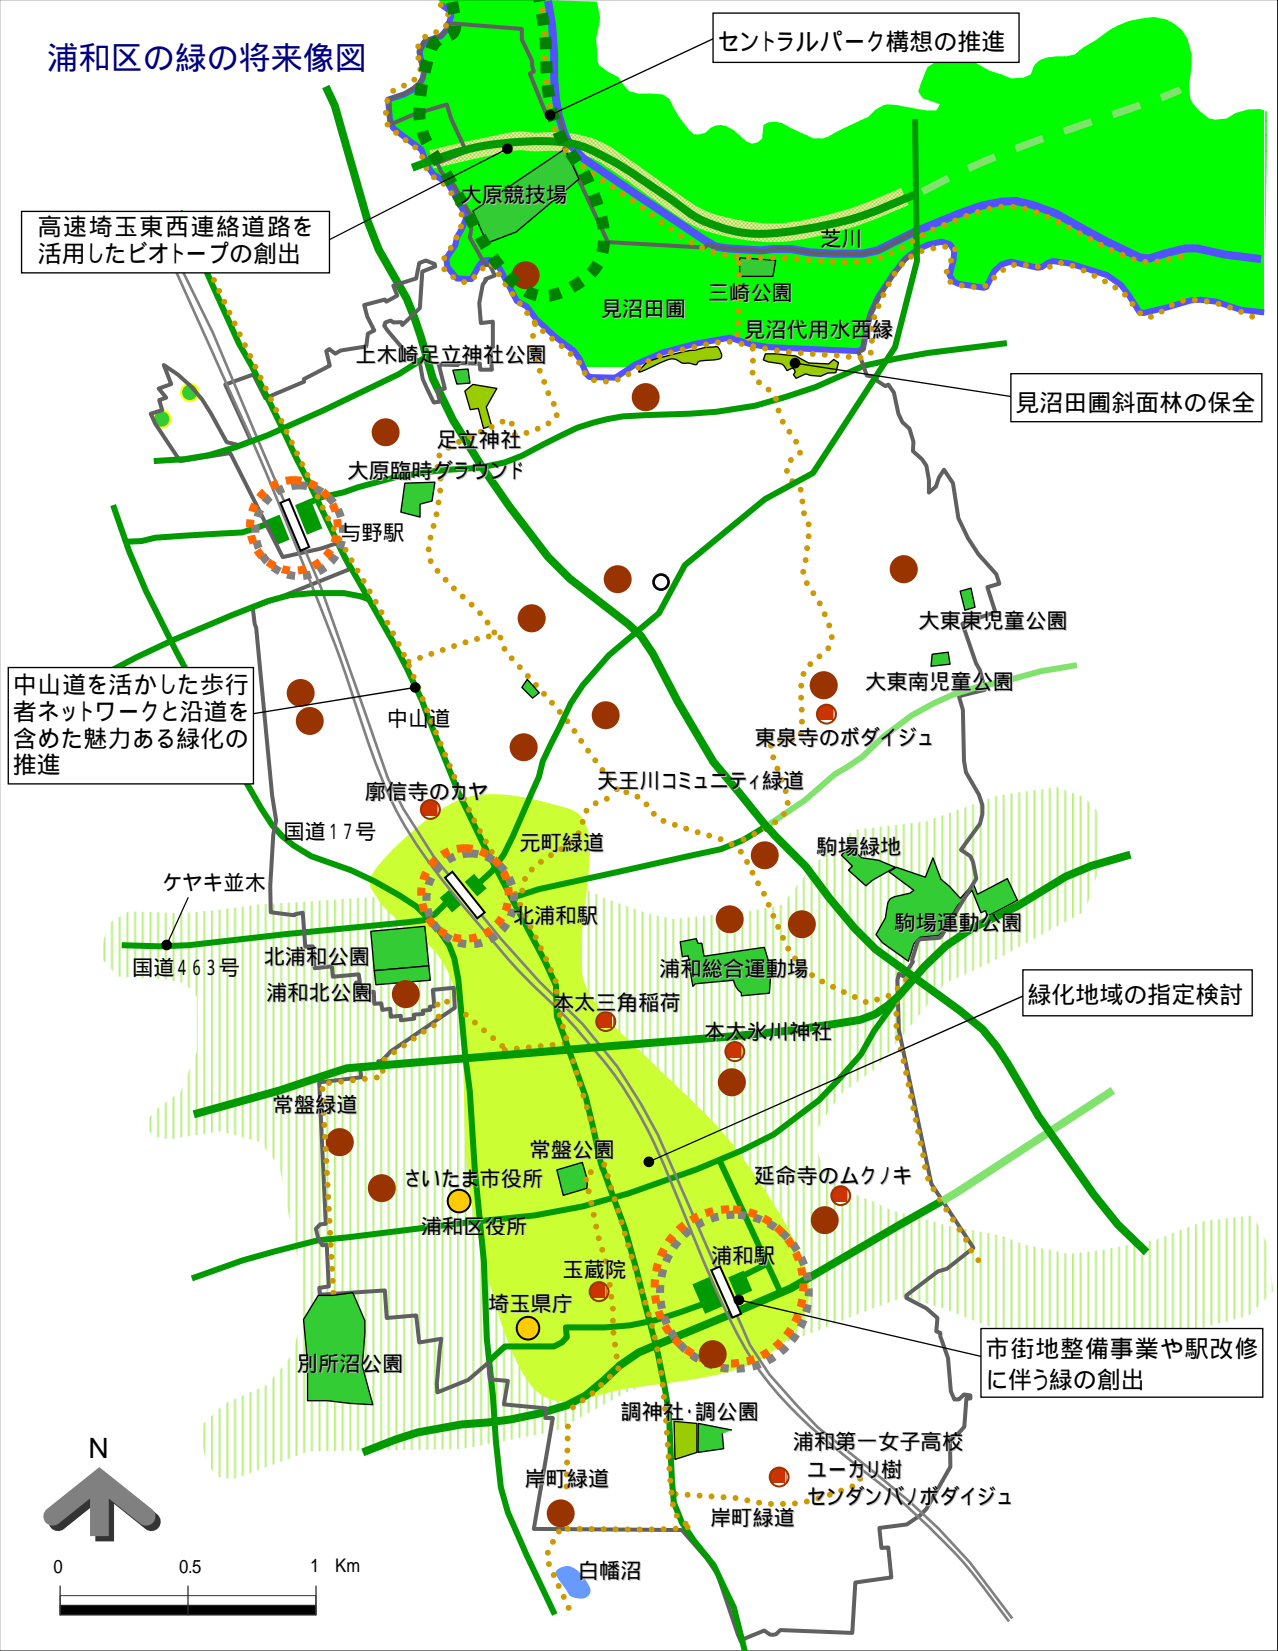 浦和区の緑の将来像図
セントラルパーク構想の推進
大原競技場
高速埼玉東西連絡道路を
活用したビオトープの創出
芝川
三崎公園
見沼田圃
見沼代用水西縁
上木崎足立神社公園
見沼田圃斜面林の保全
足立神社
大原臨時グラウンド
与野駅
大東東児童公園
大東南児童公園
中山道を活かした歩行
者ネットワークと沿道を
含めた魅力ある緑化の
推進
中山道
東泉寺のボダイジュ
天王川コミュニティ緑道
廓信寺のカヤ
国道17号
元町緑道
駒場緑地
ケヤキ並木
北浦和駅
駒場運動公園
国道463号
北浦和公園
浦和総合運動場
浦和北公園
緑化地域の指定検討
本太三角稲荷
本太氷川神社
常盤緑道
常盤公園
さいたま市役所
延命寺のムクノキ
浦和区役所
浦和駅
玉蔵院
埼玉県庁
市街地整備事業や駅改修
に伴う緑の創出
別所沼公園
調神社・調公園
浦和第一女子高校
ユーカリ樹
センダンバノボダイジュ
岸町緑道
岸町緑道
白幡沼
N
0 0.5 1 Km